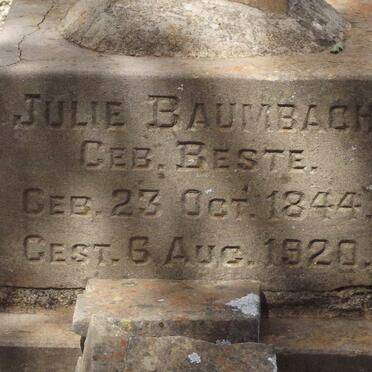 JULIE BAUMBACH
GEB. BESTE.
GEB. 23 OCT. 1844.
GEST. 6 AUG. 1920.